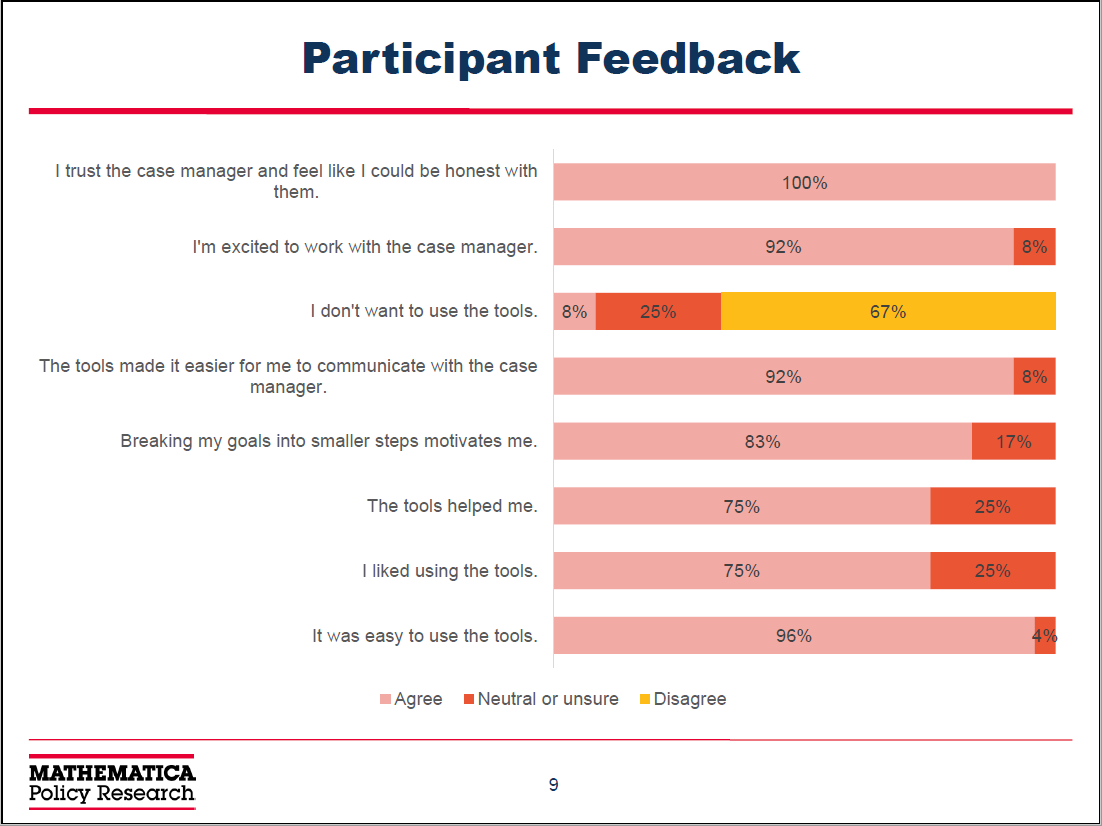 Participant Feedback
I trust the case manager and feel like I could be honest with
them.
100%
I'm excited to work with the case manager.
92%
8%
I don't want to use the tools.
8%
25%
67%
The tools made it easier for me to communicate with the case
manager.
92%
8%
Breaking my goals into smaller steps motivates me.
83%
17%
The tools helped me.
75%
25%
I liked using the tools.
75%
25%
It was easy to use the tools.
96%
4%
Agree
Neutral or unsure
Disagree
MATHEMATICA
Policy Research
9